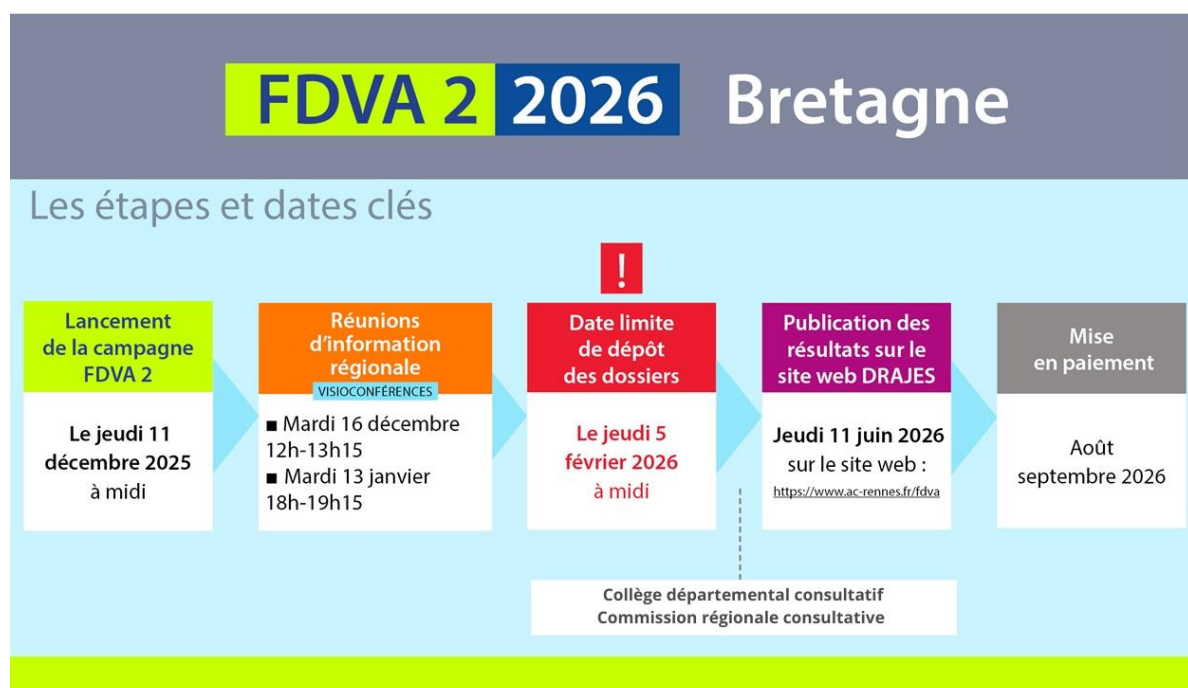 FDVA 2 2026 Bretagne
Les étapes et dates clés
!
Lancement
de la campagne
FDVA 2
Le jeudi 11
décembre 2025
à midi
Réunions
d'information
régionale
VISIOCONFÉRENCES
■ Mardi 16 décembre
12h-13h15
■ Mardi 13 janvier
18h-19h15
Date limite
de dépôt
des dossiers
Le jeudi 5
février 2026
à midi
Publication des
résultats sur le
site web DRAJES
Jeudi 11 juin 2026
sur le site web :
https://www.ac-rennes.fr/fdva
Mise
en paiement
Août
septembre 2026
Collège départemental consultatif
Commission régionale consultative